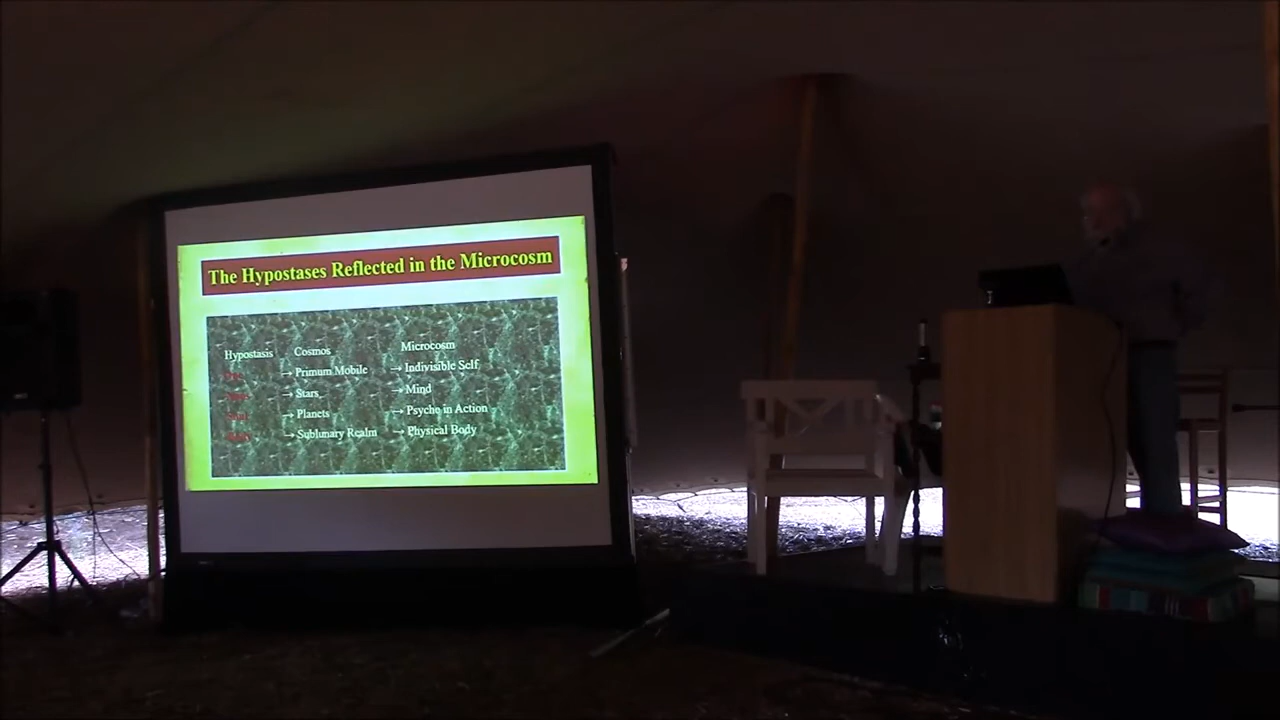 The Hypostases Reflected in the Microcosm
Hypostasis Cosmos Microcosm
→ Primum Mobile → Indivisible Self
→ Stars → Mind
→ Planets → Psyche in Action
→ Sublunary Realm → Physical Body